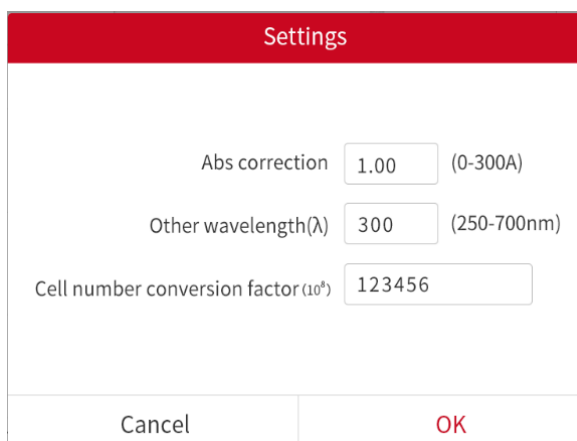 Settings
Abs correction 1.00 (0-300A)
Other wavelength(λ) 300 (250-700nm)
Cell number conversion factor (10⁸) 123456
Cancel OK